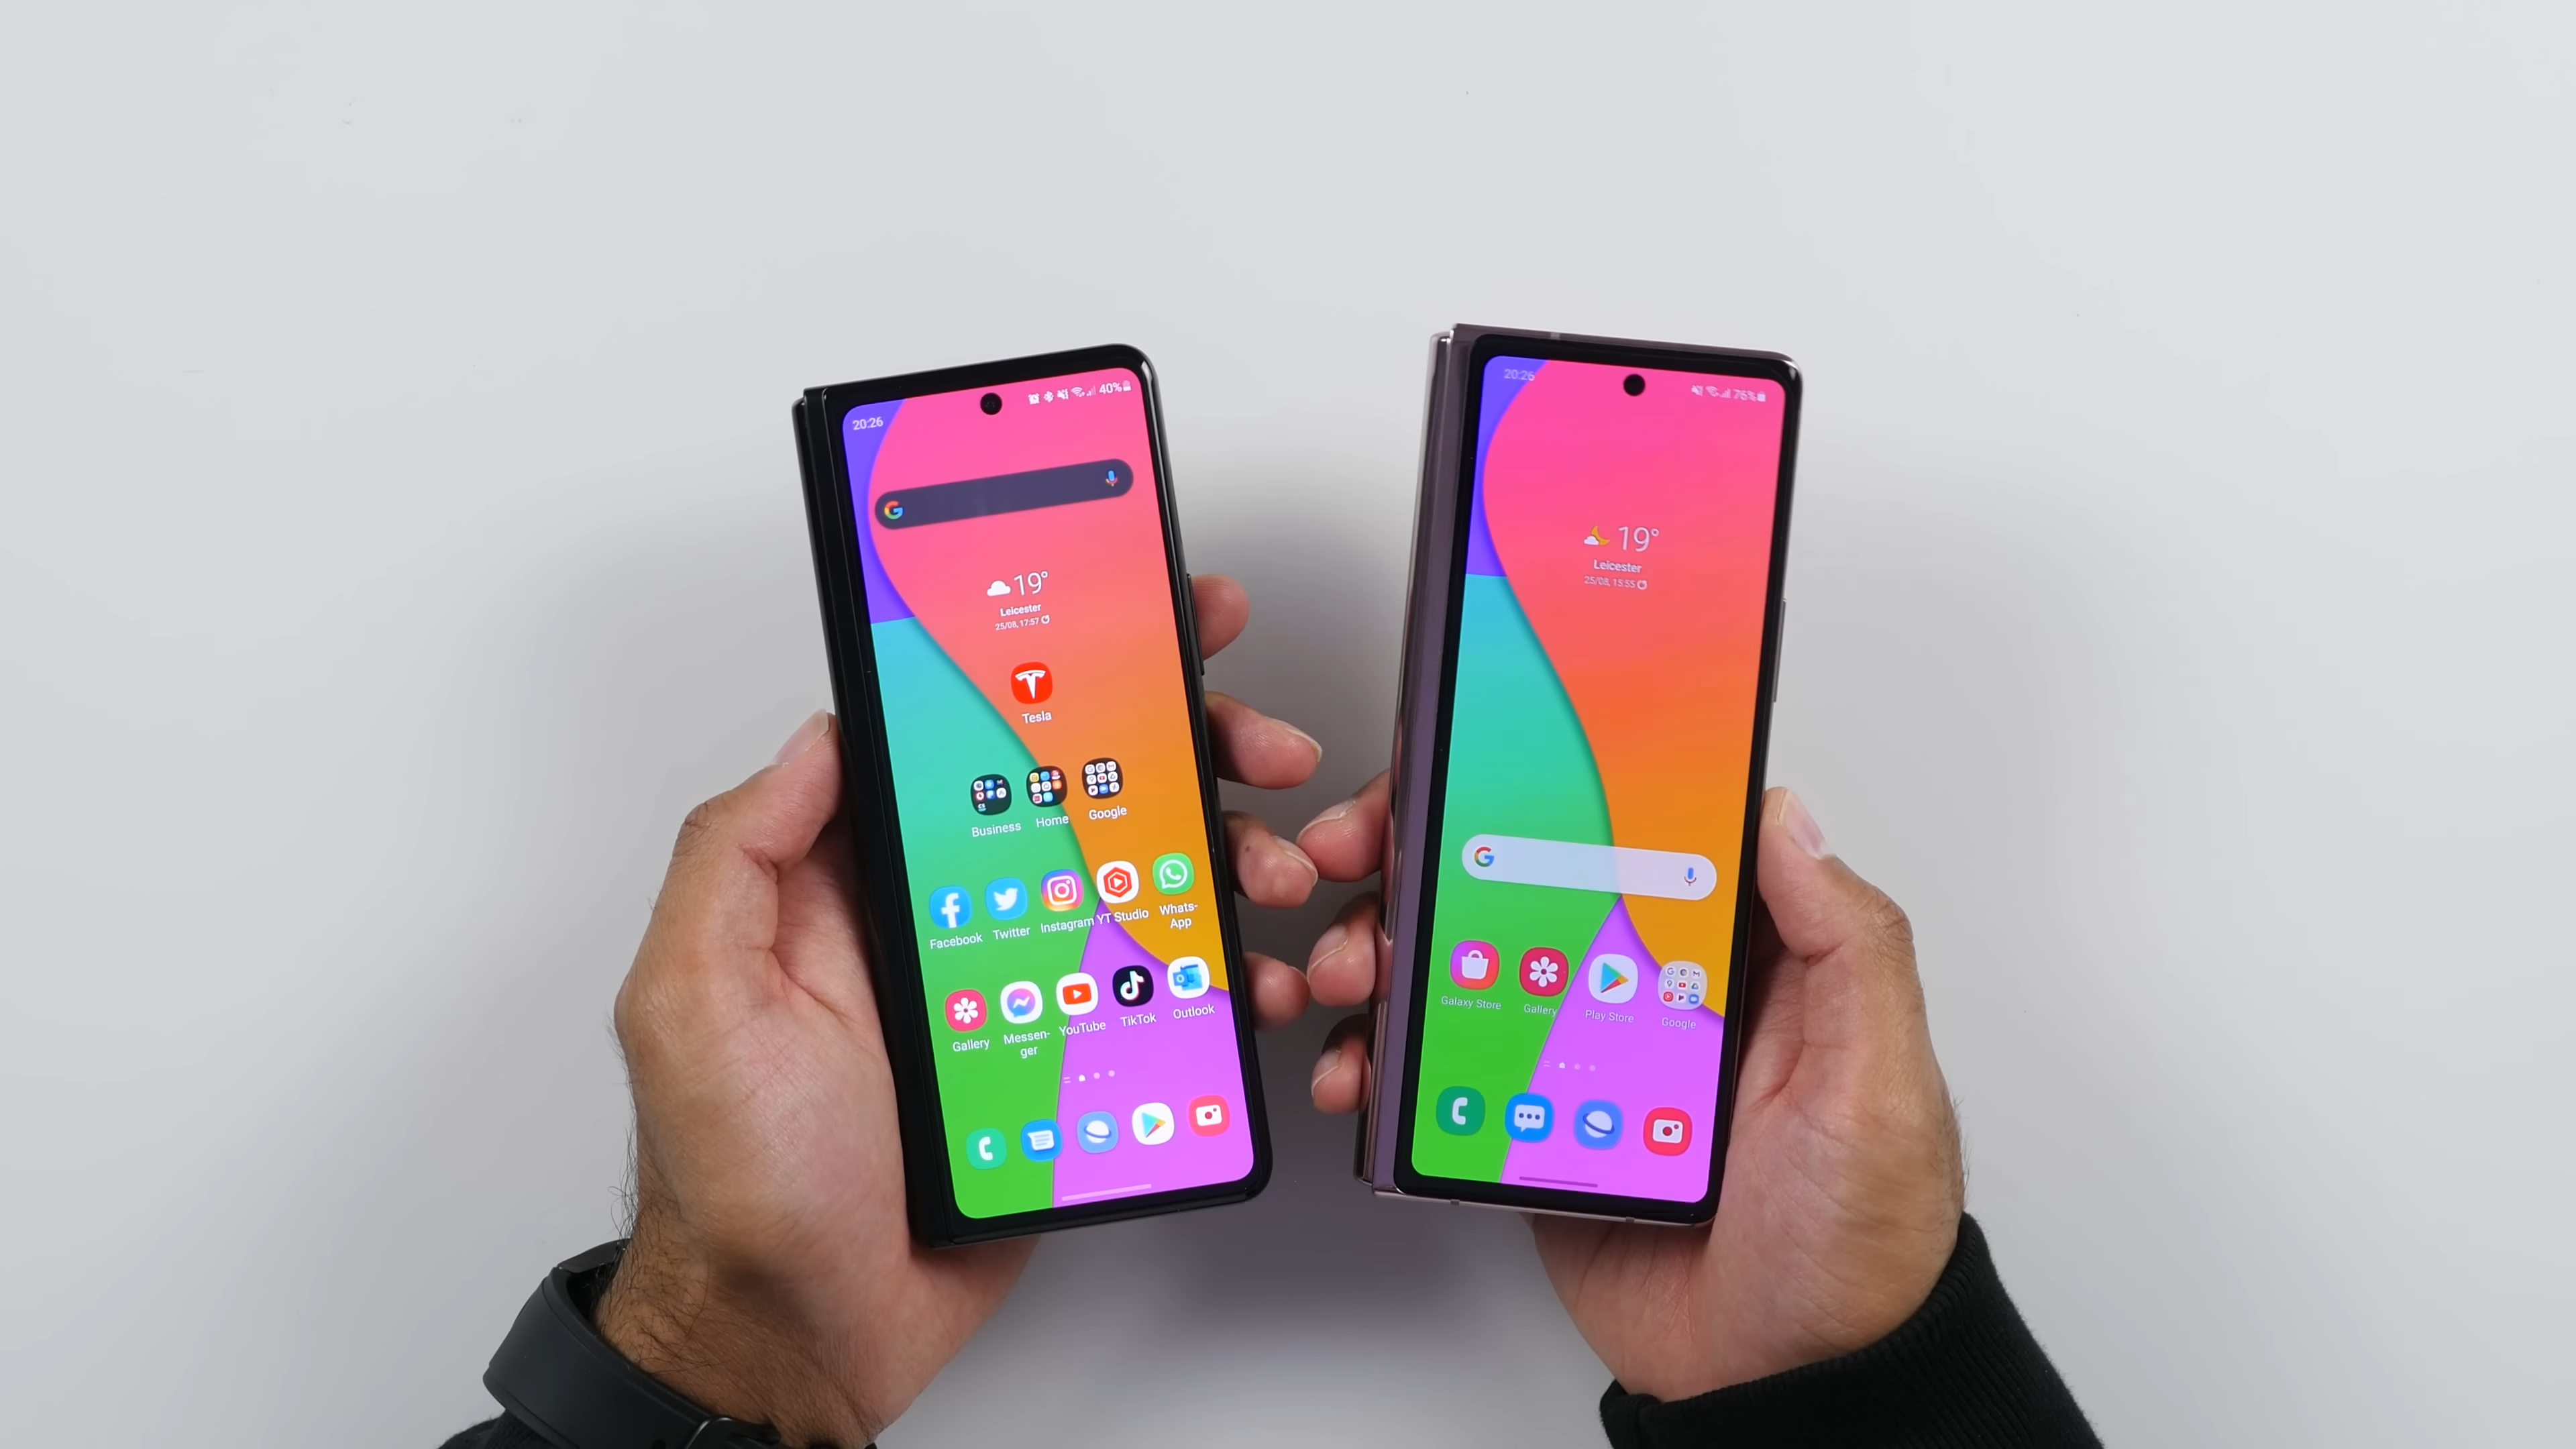 20:26
40%
19°
Leicester
25/08, 17:57
Tesla
Business
Home
Google
Facebook
Twitter
Instagram
YT Studio
Whats-
App
Gallery
Messen-
ger
YouTube
TikTok
Outlook
20:26
76%
19°
Leicester
25/08, 15:55
Galaxy Store
Gallery
Play Store
Google